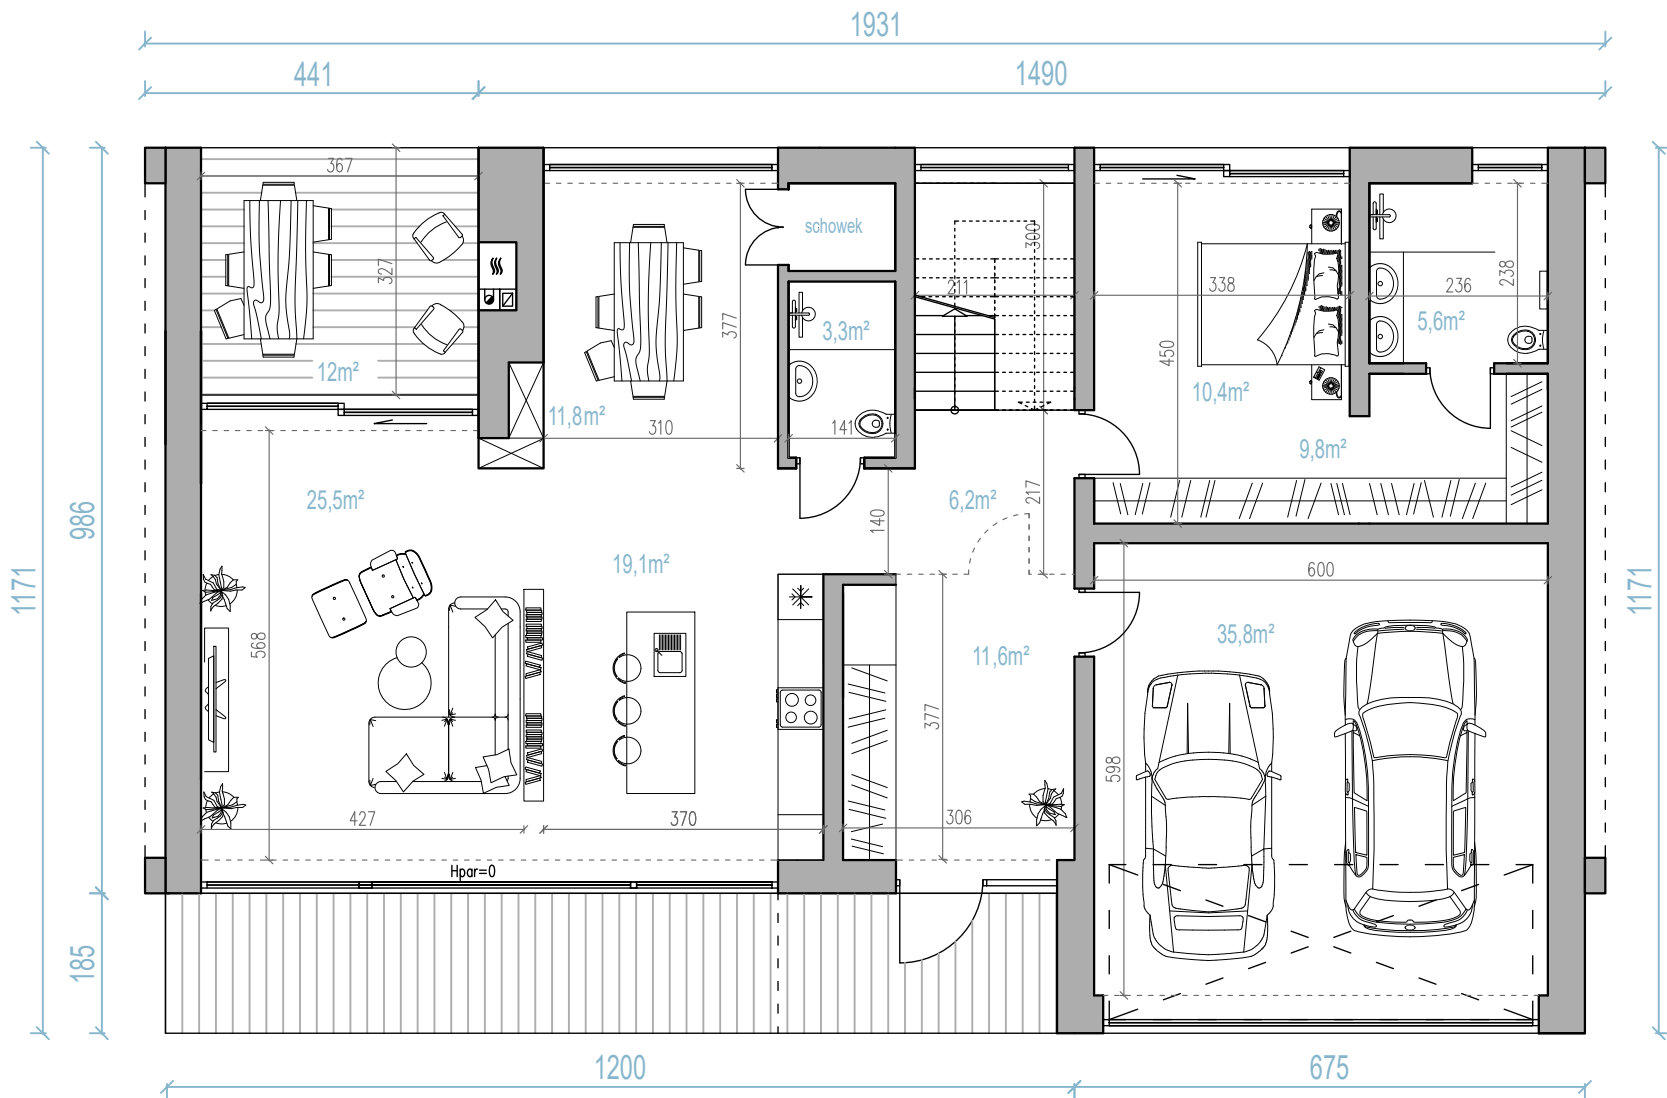 1931
441
1490
367
327
12m²
11,8m²
310
377
schowek
3,3m²
141
300
211
338
450
10,4m²
236
238
5,6m²
9,8m²
25,5m²
19,1m²
140
6,2m²
217
986
1171
1171
568
600
35,8m²
11,6m²
377
598
427
370
306
Hpar=0
185
1200
675